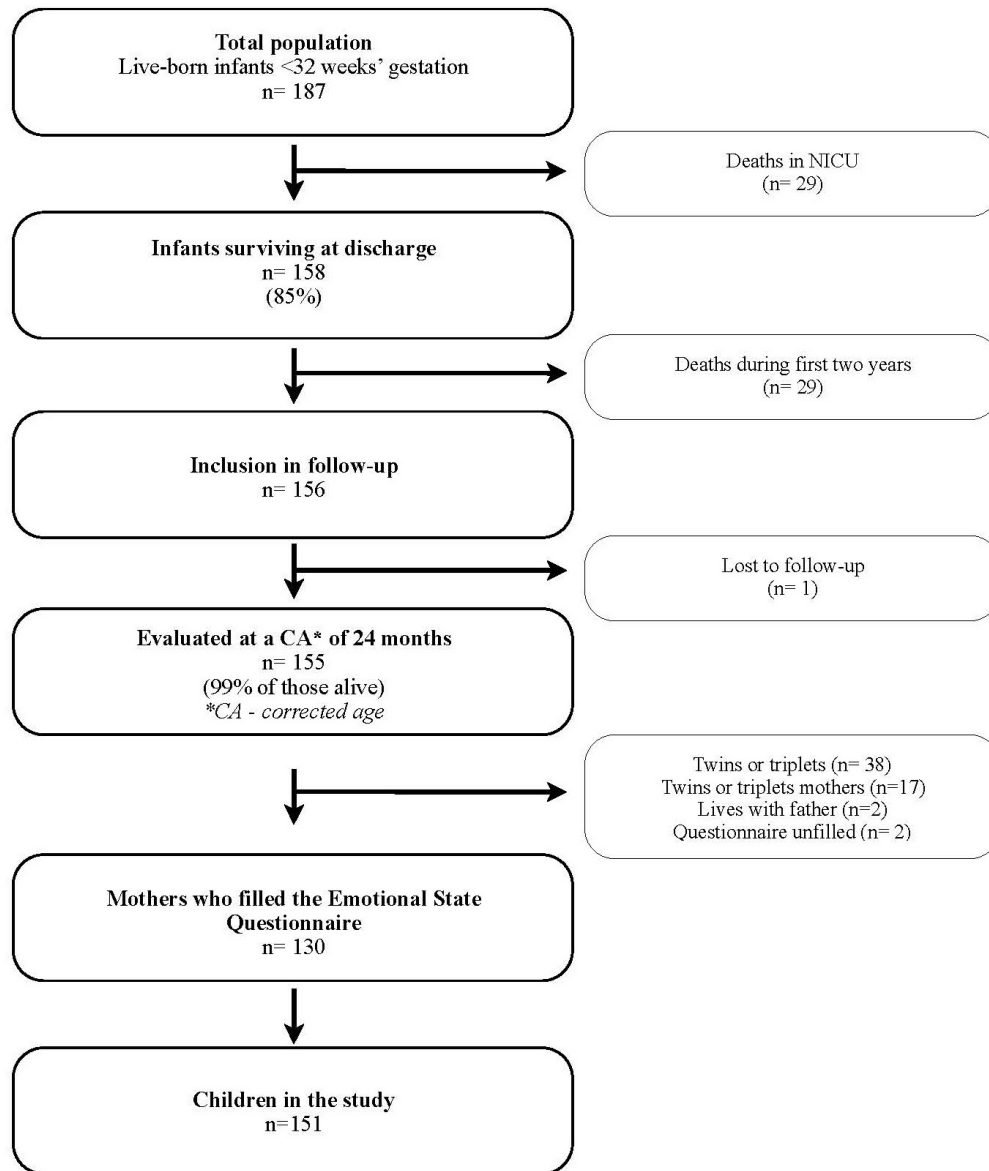 Total population
Live-born infants <32 weeks' gestation
n= 187
Deaths in NICU
(n= 29)
Infants surviving at discharge
n= 158
(85%)
Deaths during first two years
(n= 29)
Inclusion in follow-up
n= 156
Lost to follow-up
(n= 1)
Evaluated at a CA* of 24 months
n= 155
(99% of those alive)
*CA - corrected age
Twins or triplets (n= 38)
Twins or triplets mothers (n=17)
Lives with father (n=2)
Questionnaire unfilled (n= 2)
Mothers who filled the Emotional State
Questionnaire
n= 130
Children in the study
n=151